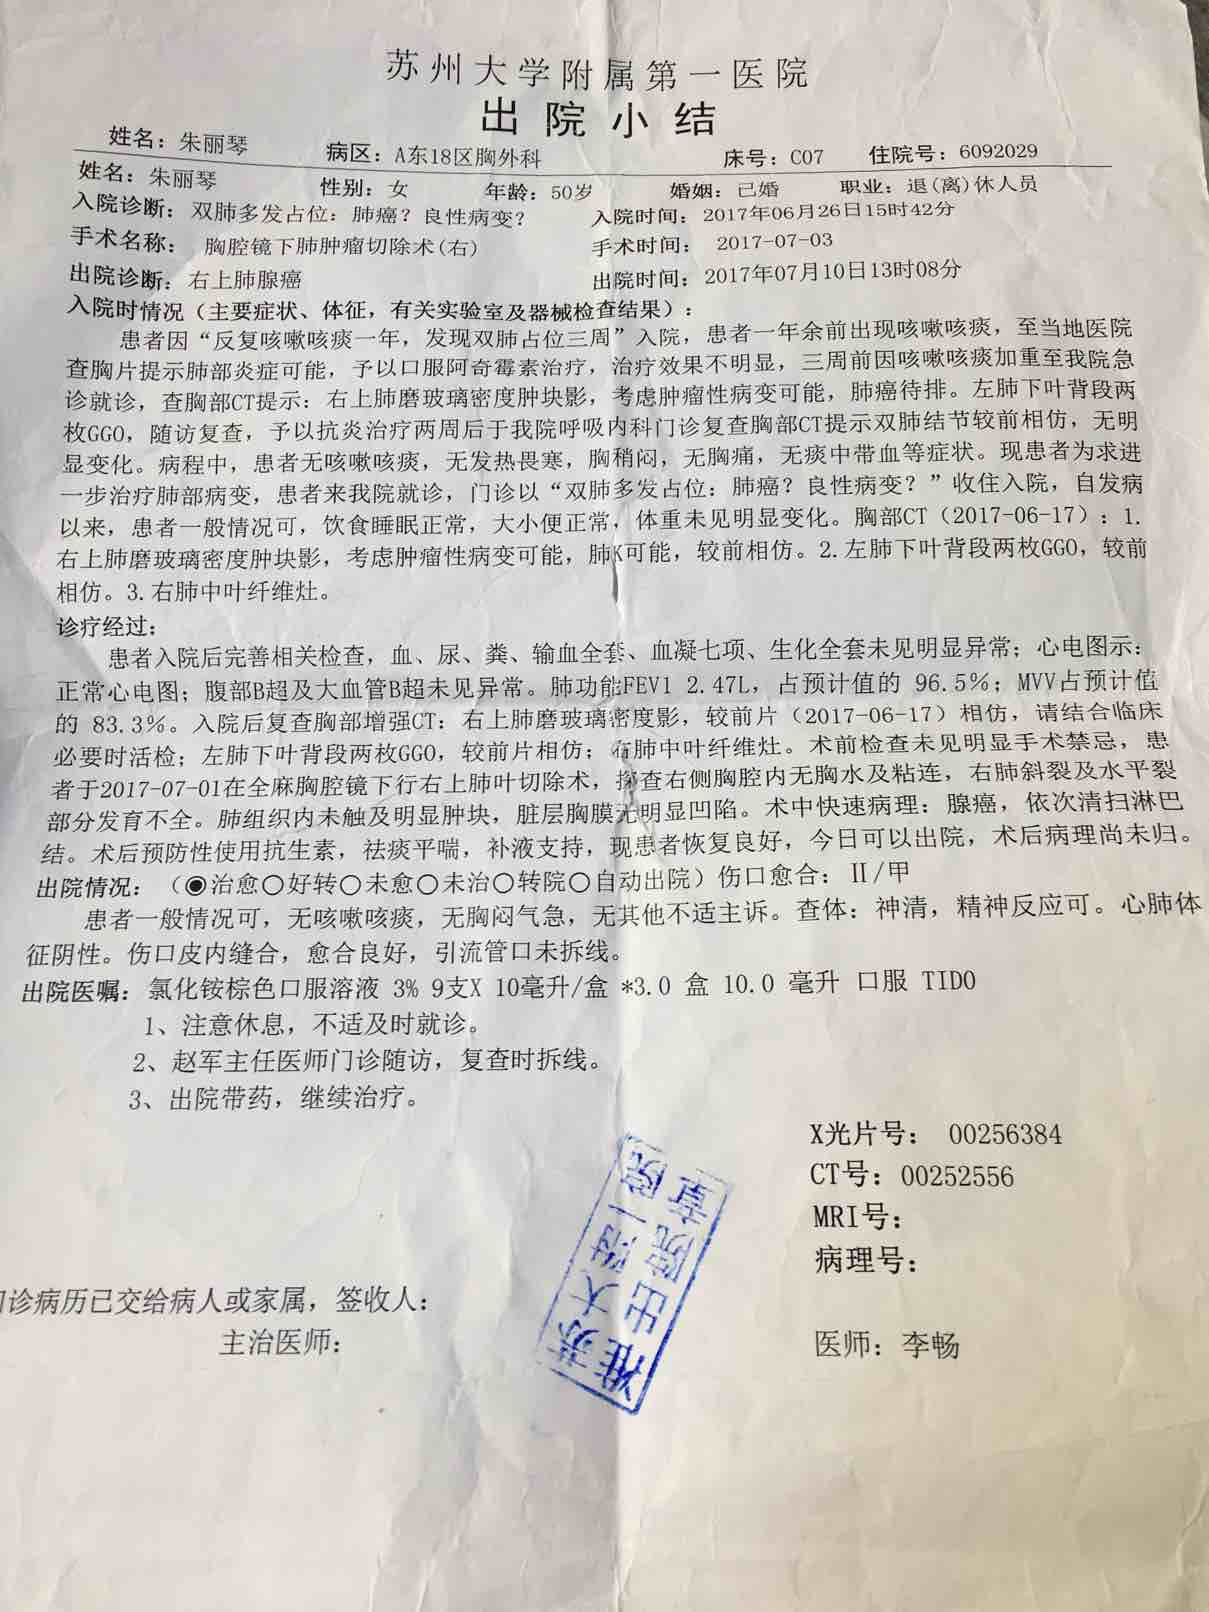 苏州大学附属第一医院
出院小结
姓名：朱丽琴 病区：A东18区胸外科 床号：C07 住院号：6092029
姓名：朱丽琴 性别：女 年龄：50岁 婚姻：已婚 职业：退(离)休人员
入院诊断：双肺多发占位：肺癌？良性病变？ 入院时间：2017年06月26日15时42分
手术名称： 胸腔镜下肺肿瘤切除术(右) 手术时间： 2017-07-03
出院诊断：右上肺腺癌 出院时间：2017年07月10日13时08分
入院时情况（主要症状、体征，有关实验室及器械检查结果）：
患者因“反复咳嗽咳痰一年，发现双肺占位三周”入院，患者一年余前出现咳嗽咳痰，至当地医院
查胸片提示肺部炎症可能，予以口服阿奇霉素治疗，治疗效果不明显，三周前因咳嗽咳痰加重至我院急
诊就诊，查胸部CT提示：右上肺磨玻璃密度肿块影，考虑肿瘤性病变可能，肺癌待排。左肺下叶背段两
枚GGO，随访复查，予以抗炎治疗两周后于我院呼吸内科门诊复查胸部CT提示双肺结节较前相仿，无明
显变化。病程中，患者无咳嗽咳痰，无发热畏寒，胸稍闷，无胸痛，无痰中带血等症状。现患者为求进
一步治疗肺部病变，患者来我院就诊，门诊以“双肺多发占位：肺癌？良性病变？”收住入院，自发病
以来，患者一般情况可，饮食睡眠正常，大小便正常，体重未见明显变化。胸部CT（2017-06-17）：1.
右上肺磨玻璃密度肿块影，考虑肿瘤性病变可能，肺K可能，较前相仿。2.左肺下叶背段两枚GGO，较前
相仿。3.右肺中叶纤维灶。
诊疗经过：
患者入院后完善相关检查，血、尿、粪、输血全套、血凝七项、生化全套未见明显异常；心电图示：
正常心电图；腹部B超及大血管B超未见异常。肺功能FEV1 2.47L，占预计值的 96.5%；MVV占预计值
的 83.3%。入院后复查胸部增强CT：右上肺磨玻璃密度影，较前片（2017-06-17）相仿，请结合临床
必要时活检；左肺下叶背段两枚GGO，较前片相仿；右肺中叶纤维灶。术前检查未见明显手术禁忌，患
者于2017-07-01在全麻胸腔镜下行右上肺叶切除术，探查右侧胸腔内无胸水及粘连，右肺斜裂及水平裂
部分发育不全。肺组织内未触及明显肿块，脏层胸膜无明显凹陷。术中快速病理：腺癌，依次清扫淋巴
结。术后预防性使用抗生素，祛痰平喘，补液支持，现患者恢复良好，今日可以出院，术后病理尚未归。
出院情况：（◉治愈○好转○未愈○未治○转院○自动出院）伤口愈合：Ⅱ/甲
患者一般情况可，无咳嗽咳痰，无胸闷气急，无其他不适主诉。查体：神清，精神反应可。心肺体
征阴性。伤口皮内缝合，愈合良好，引流管口未拆线。
出院医嘱：氯化铵棕色口服溶液 3% 9支X 10毫升/盒 *3.0 盒 10.0 毫升 口服 TIDO
1、注意休息，不适及时就诊。
2、赵军主任医师门诊随访，复查时拆线。
3、出院带药，继续治疗。
X光片号： 00256384
CT号：00252556
MRI号：
病理号：
诊病历已交给病人或家属，签收人：
主治医师：
医师：李畅
苏大附一院
准出院章